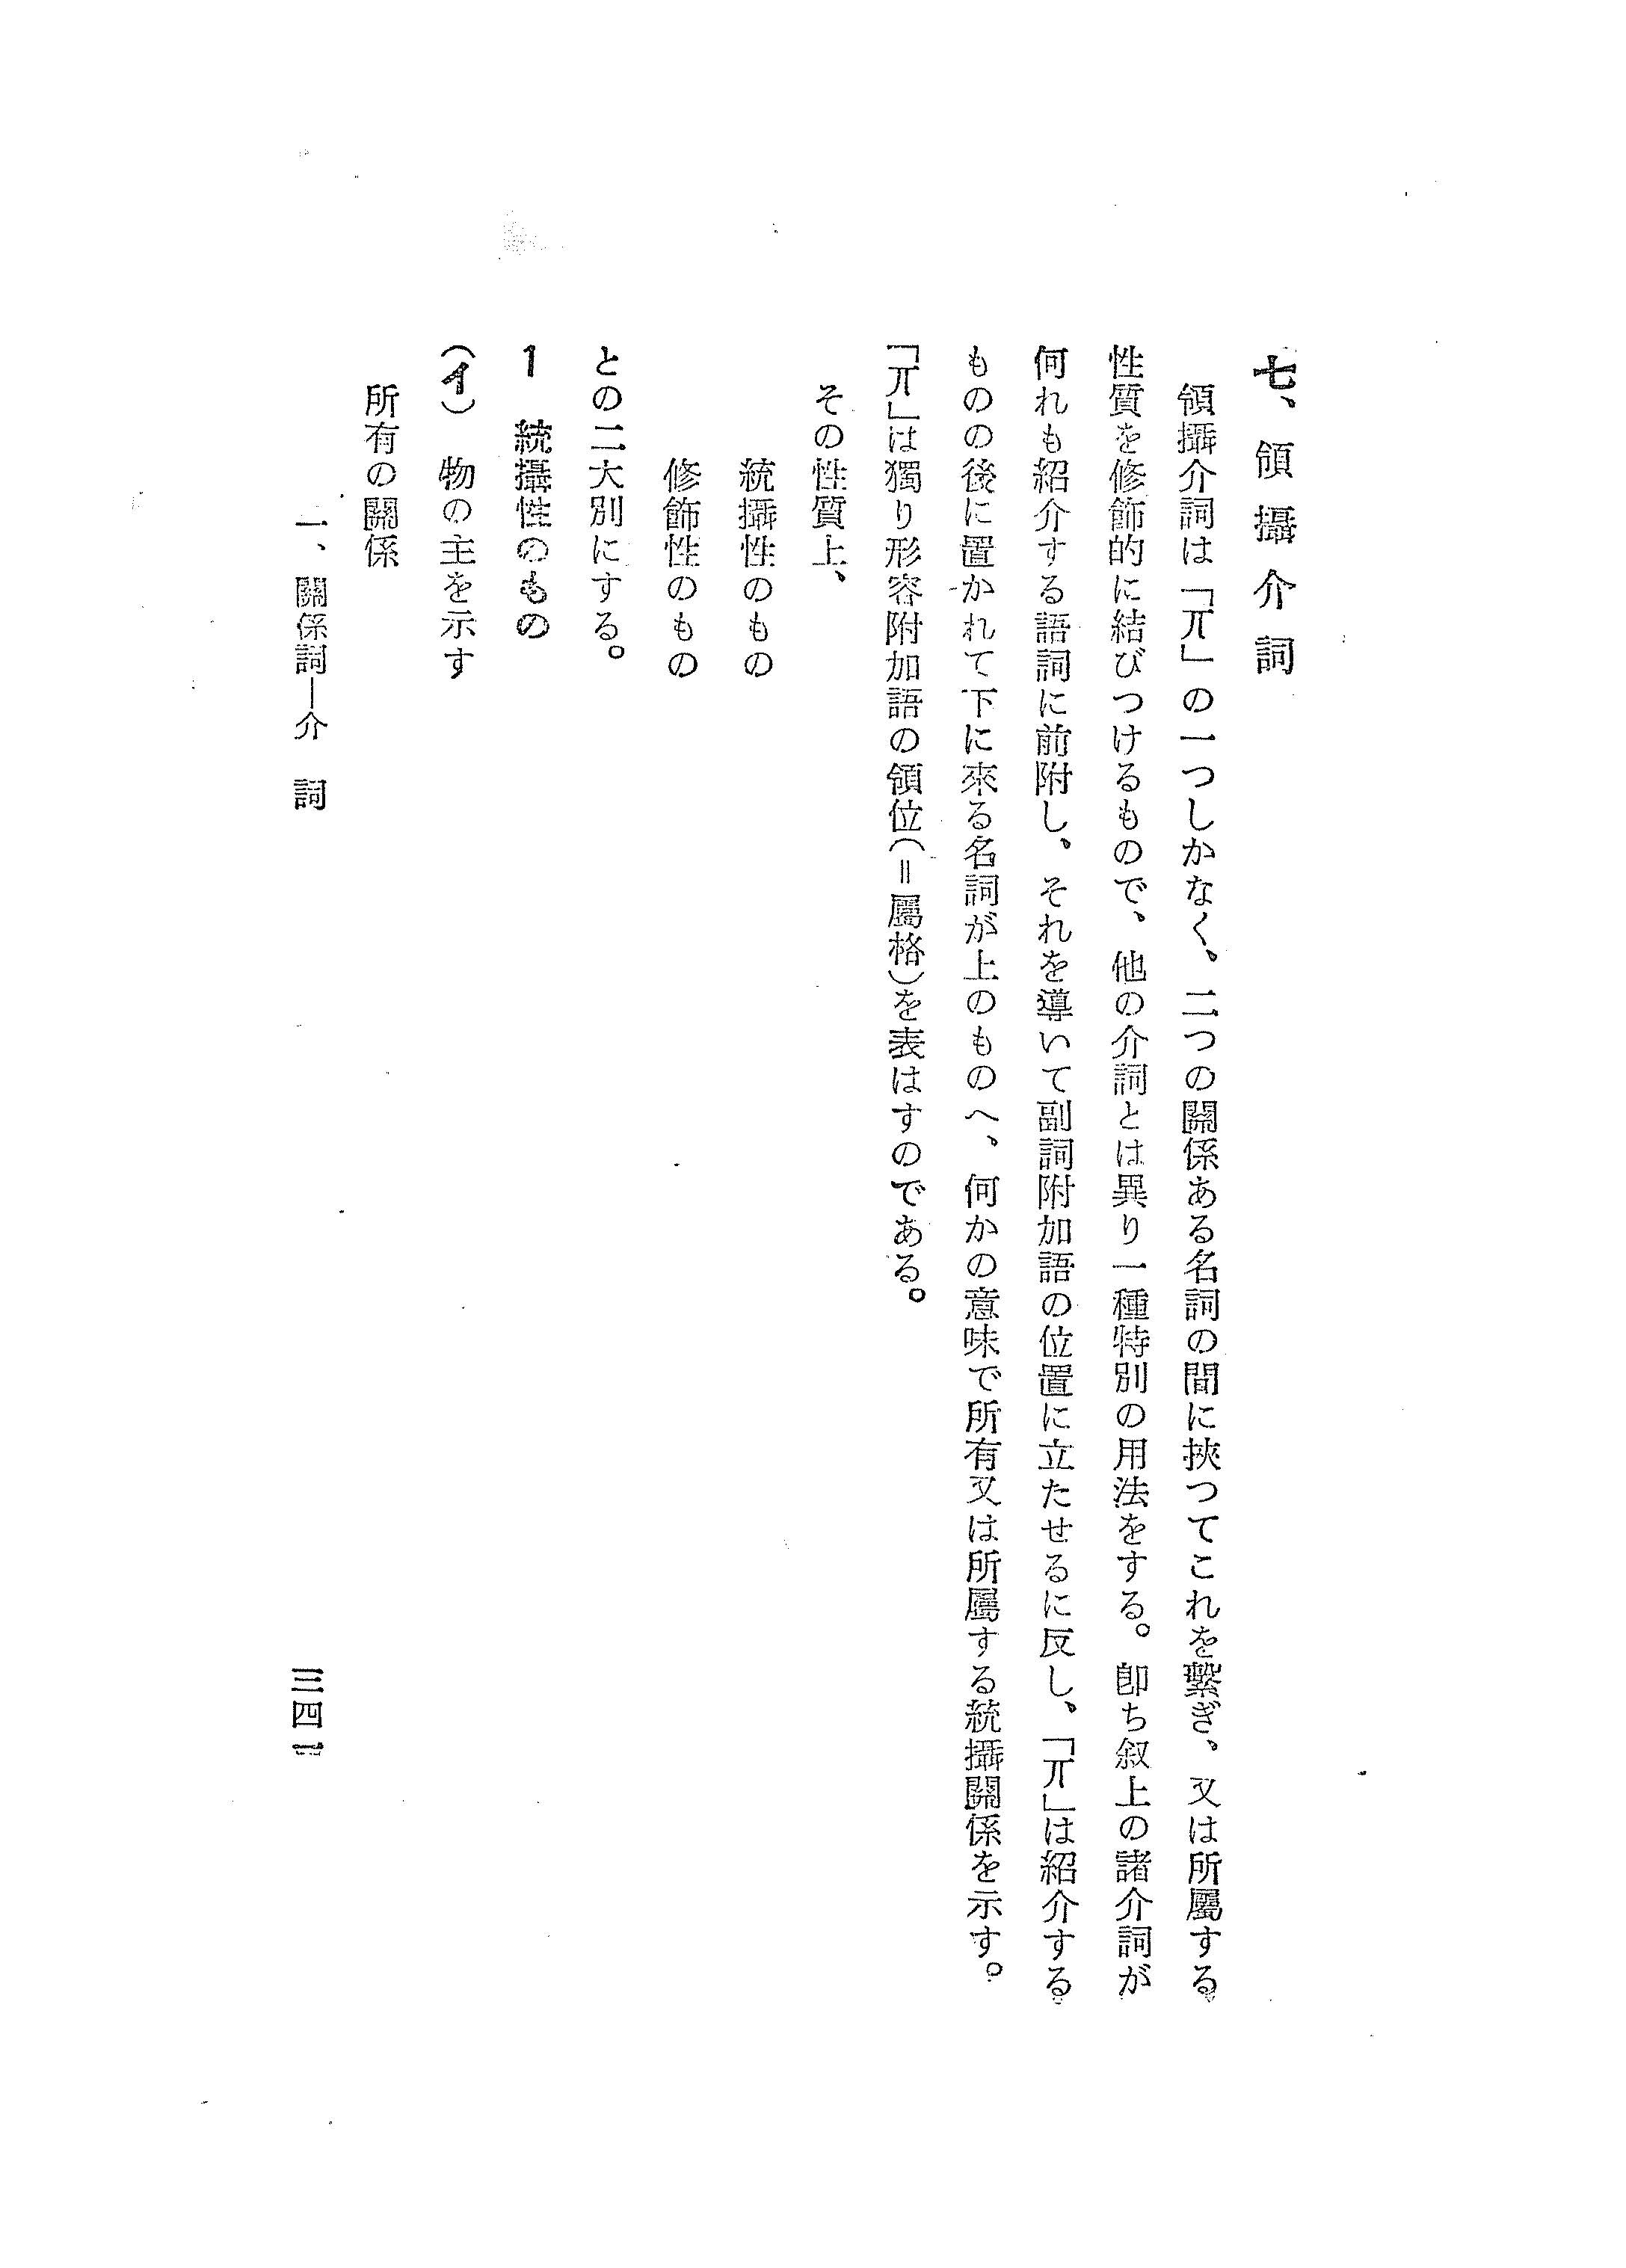 七、領攝介詞
領攝介詞は「ㄫ」の一つしかなく、二つの關係ある名詞の間に挾つてこれを繫ぎ、又は所屬する
性質を修飾的に結びつけるもので、他の介詞とは異り一種特別の用法をする。卽ち叙上の諸介詞が
何れも紹介する語詞に前附し、それを導いて副詞附加語の位置に立たせるに反し、「ㄫ」は紹介する
ものの後に置かれて下に來る名詞が上のものへ、何かの意味で所有又は所屬する統攝關係を示す。
「ㄫ」は獨り形容附加語の領位(=屬格)を表はすのである。
その性質上、
統攝性のもの
修飾性のもの
との二大別にする。
1 統攝性のもの
(イ) 物の主を示す
所有の關係
一、關係詞―介 詞
三四一